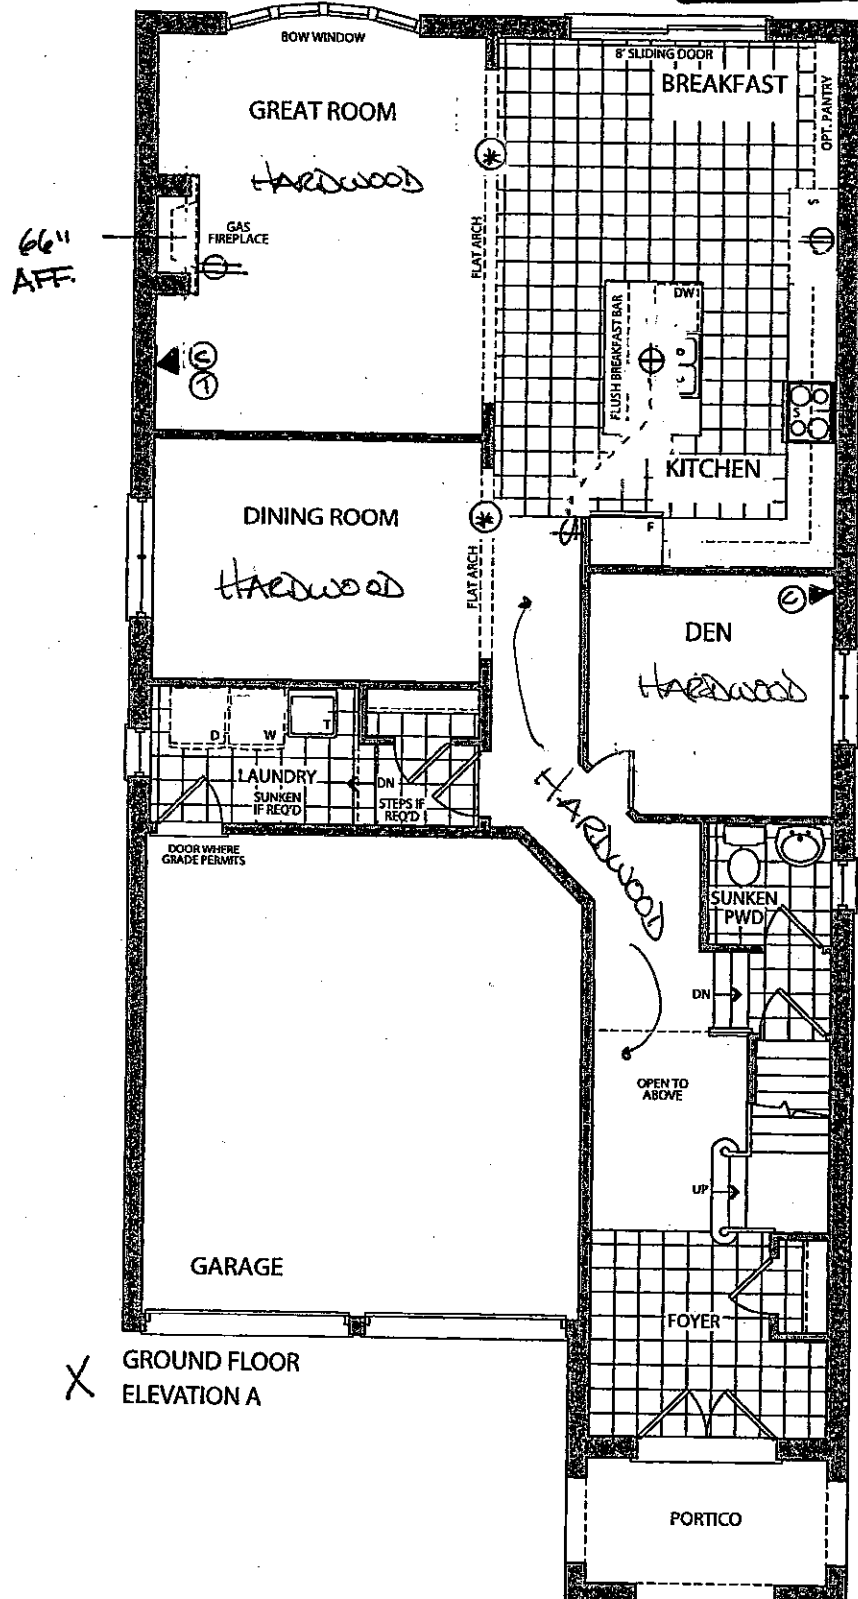 BOW WINDOW
8' SLIDING DOOR
BREAKFAST
GREAT ROOM
OPT. PANTRY
HARDWOOD
66"
AFF.
GAS
FIREPLACE
FLAT ARCH
S
DW
FLUSH BREAKFAST BAR
C
T
S
KITCHEN
DINING ROOM
F
HARDWOOD
FLAT ARCH
C
DEN
HARDWOOD
D
W
T
LAUNDRY
SUNKEN
IF REQ'D
DN
STEPS IF
REQ'D
HARDWOOD
DOOR WHERE
GRADE PERMITS
SUNKEN
PWD
DN
OPEN TO
ABOVE
UP
GARAGE
FOYER
X
GROUND FLOOR
ELEVATION A
PORTICO